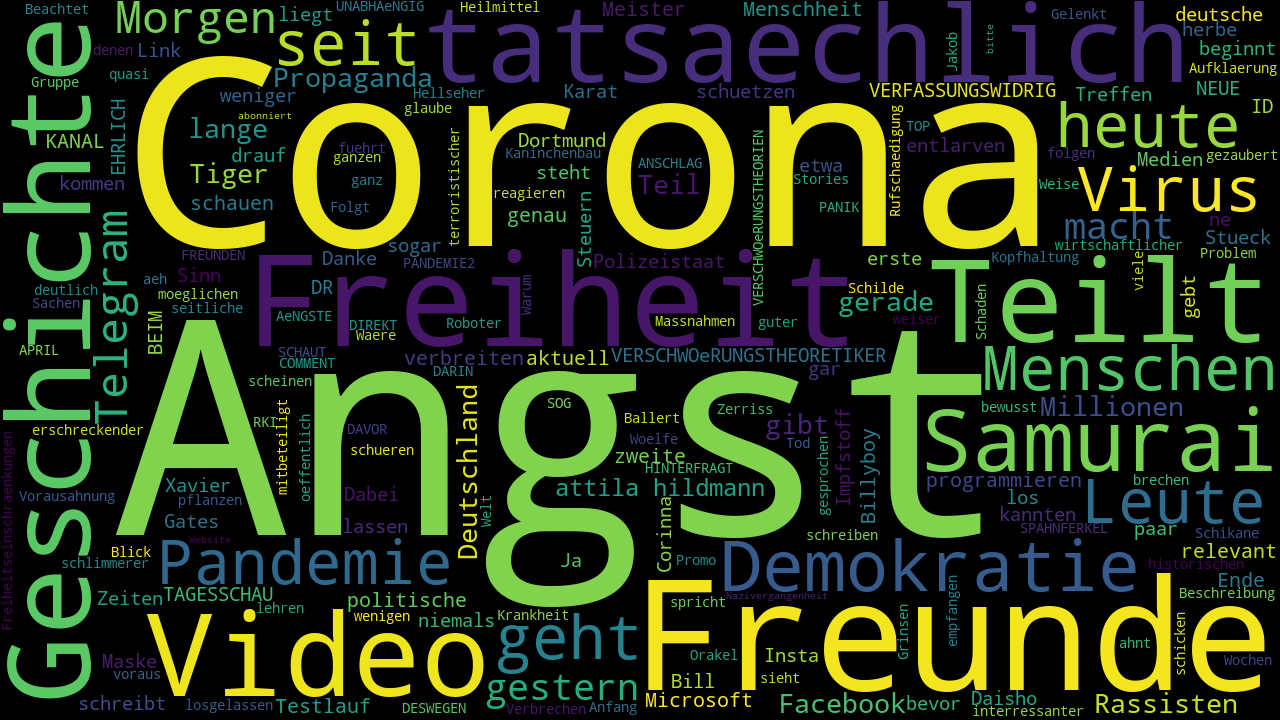 Beachtet
Morgen
liegt
UNABHAeNGIG
Heilmittel
Meister
Menschheit
Gelenkt
deutsche
denen
Link
seit
tatsaechlich
Jakob
bitte
herbe
beginnt
Gruppe
quasi
Propaganda
Hellseher
Karat
schuetzen
VERFASSUNGSWIDRIG
Treffen
Aufklaerung
NEUE
weniger
abonniert
glaube
ID
Geschichte
KANAL
EHRLICH
lange
Corona
TOP
heute
drauf
fuehrt
ganzen
terroristischer
Dortmund
Kaninchenbau
ANSCHLAG
VERSCHWOeRUNGSTHEORIEN
etwa
Rufschaedigung
entlarven
folgen
Medien
gezaubert
kommen
Tiger
ganz
steht
Teil
Stories
Weise
Virus
schauen
Folgt
reagieren
genau
Steuern
PANIK
macht
ne
Stueck
Telegram
FREUNDEN
sogar
wirtschaftlicher
deutlich
aeh
Sinn
Danke
PANDEMIE2
Polizeistaat
erste
Kopfhaltung
viele
Problem
Sachen
moeglichen
seitliche
DR
Freiheit
Warum
Schilde
gerade
Teilt
gebt
APRIL
BEIM
AeNGSTE
DIREKT
Waere
Roboter
Massnahmen
guter
weiser
Schaden
SCHAUT
COMMENT
verbreiten
aktuell
VERSCHWOeRUNGSTHEORETIKER
Menschen
scheinen
DARIN
gar
erschreckender
RKI
mitbeteiligt
oeffentlich
DAVOR
Angst
SOG
Ballert
Zerriss
bewusst
Millionen
Freiheitseinschraenkungen
schueren
Deutschland
Woelfe
zweite
gibt
Tod
Samurai
Vorausahnung
Xavier
pflanzen
Dabei
Welt
HINTERFRAGT
attila hildmann
gesprochen
Impfstoff
Billyboy
programmieren
brechen
Gates
Website
lassen
Corinna
schreiben
los
kannten
Leute
SPAHNFERKEL
paar
Schikane
Blick
schlimmerer
Pandemie
Ja
Promo
Demokratie
relevant
historischen
Zeiten
TAGESSCHAU
lehren
politische
wenigen
niemals
Krankheit
spricht
Nazivergangenheit
empfangen
Ende
Beschreibung
Maske
voraus
Video
geht
Freunde
Orakel
Insta
Grinsen
ahnt
schicken
Wochen
schreibt
losgelassen
Testlauf
DESWEGEN
gestern
Verbrechen
Anfang
Bill
Microsoft
sieht
Facebook
bevor
Daisho
interressanter
Rassisten